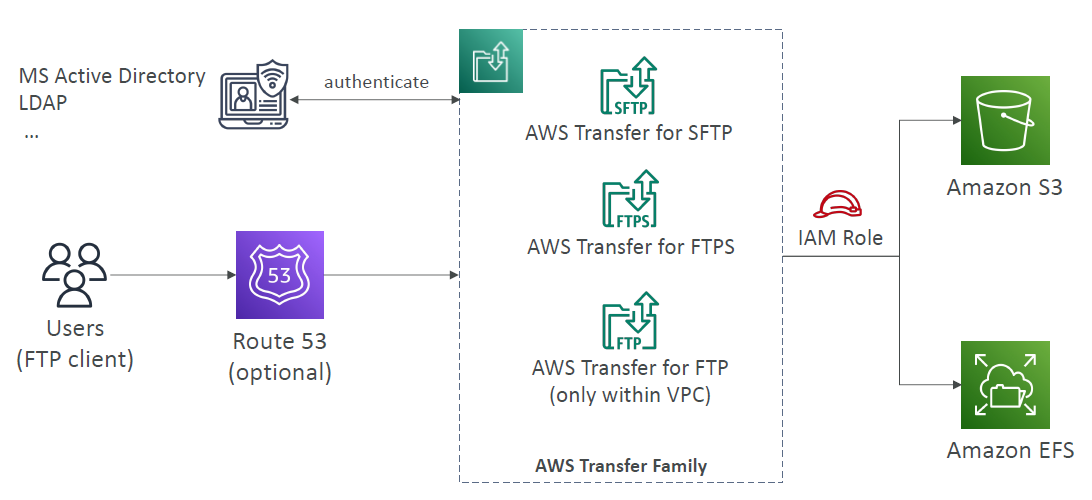 MS Active Directory
LDAP
...
authenticate
SFTP
AWS Transfer for SFTP
FTPS
AWS Transfer for FTPS
FTP
AWS Transfer for FTP
(only within VPC)
AWS Transfer Family
Users
(FTP client)
53
Route 53
(optional)
IAM Role
Amazon S3
Amazon EFS